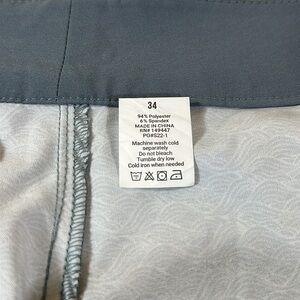 34
94% Polyester
6% Spandex
MADE IN CHINA
RN# 149447
PO#S22-1
Machine wash cold
separately
Do not bleach
Tumble dry low
Cold Iron when needed